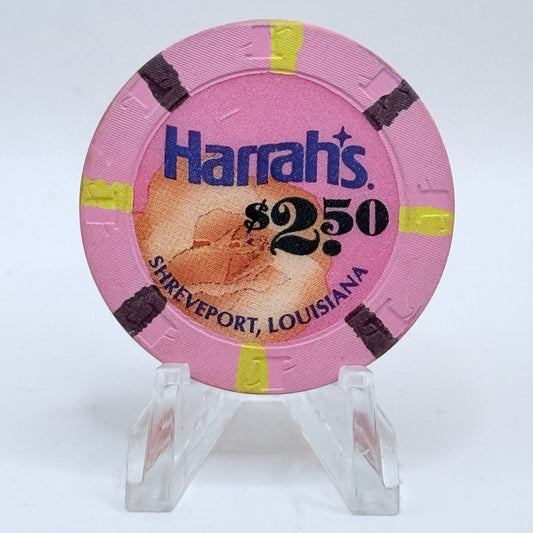 Harrah's.
$2.50
SHREVEPORT, LOUISIANA